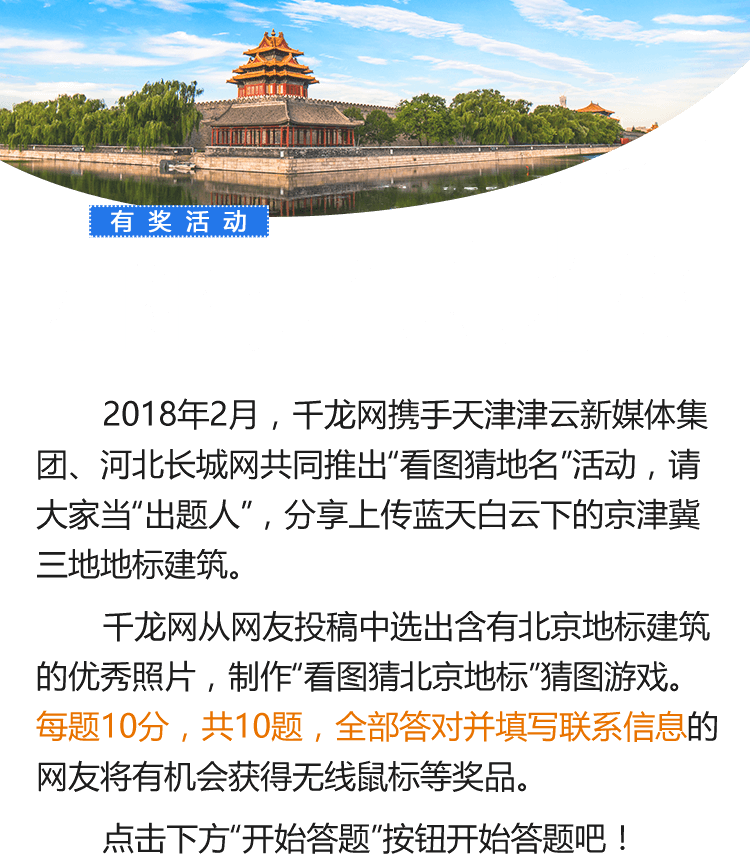 有奖活动
2018年2月，千龙网携手天津津云新媒体集
团、河北长城网共同推出“看图猜地名”活动，请
大家当“出题人”，分享上传蓝天白云下的京津冀
三地地标建筑。
千龙网从网友投稿中选出含有北京地标建筑
的优秀照片，制作“看图猜北京地标”猜图游戏。
每题10分，共10题，全部答对并填写联系信息的
网友将有机会获得无线鼠标等奖品。
点击下方“开始答题”按钮开始答题吧！